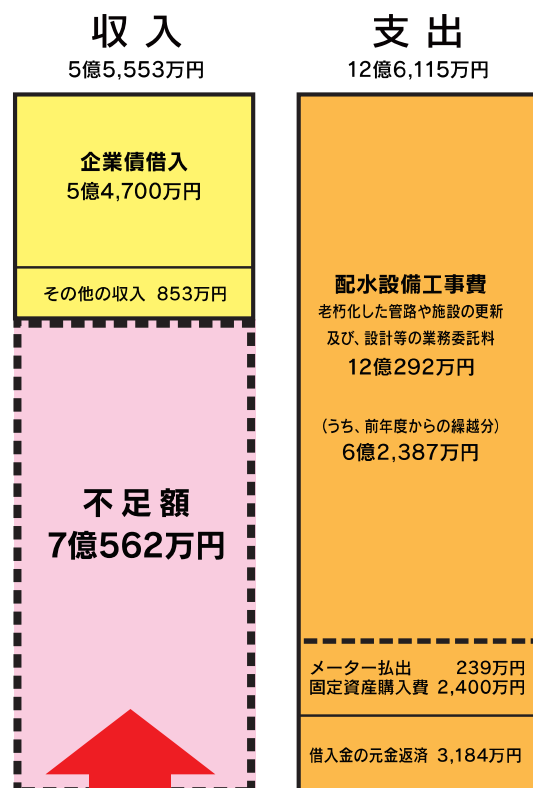 収入
5億5,553万円
企業債借入
5億4,700万円
その他の収入 853万円
不足額
7億562万円
支出
12億6,115万円
配水設備工事費
老朽化した管路や施設の更新
及び、設計等の業務委託料
12億292万円
(うち、前年度からの繰越分)
6億2,387万円
メーター払出 239万円
固定資産購入費 2,400万円
借入金の元金返済 3,184万円